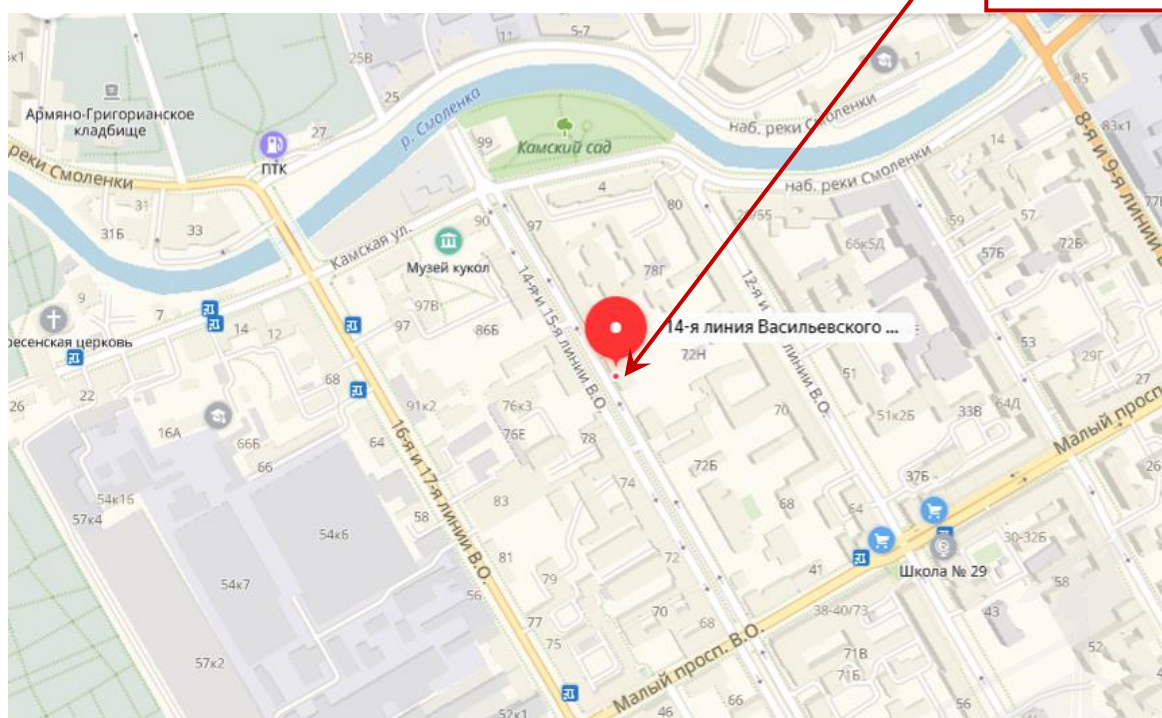 11
5-7
к1
25В
1
25
85
Армяно-Григорианское
кладбище
р. Смоленка
наб. реки Смоленки
8-я и 9-я линии В
83к1
27
99
Камский сад
14
ПТК
реки Смоленки
наб. реки Смоленки
4
31
80
31Б
33
90
97
59
57
Камская ул.
66к5Д
57Б
72Б
Музей кукол
78Г
14-я и 15-я линии В.О.
12-я и
линии В.О.
9
7
97В
14
12
97
86Б
14-я линия Васильевского ...
ресенская церковь
72Н
53
29Г
68
51
27
26
22
91к2
76к3
70
51к2Б
33В
64Д
Малый просп
16А
66Б
64
76Е
78
16-я и 17-я линии В.О.
66
72Б
37Б
26
54к16
74
57к4
83
68
64
58
54к6
30-32Б
81
72
41
Школа № 29
54к7
79
58
56
70
38-40/73
43
77
68
75
Малый просп. В.О.
71В
52
57к2
71Б
66
52к1
46
56